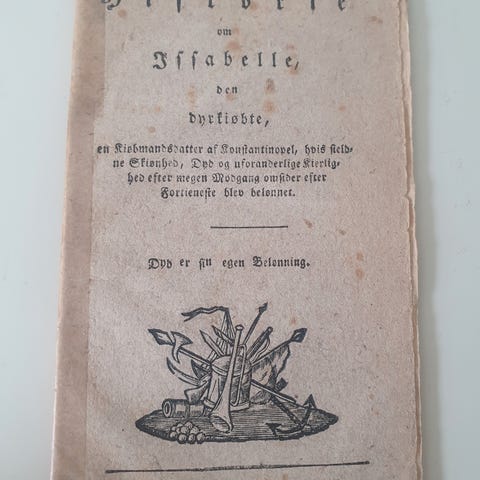 Historie
om
Issabelle,
den
dyrkiøbte,
en Kiøbmandsdatter af Konstantinopel, hvis sield-
ne Skiønhed, Dyd og uforanderlige Kierlig-
hed efter megen Modgang omsider efter
Fortieneste blev belønnet.
Dyd er sin egen Belønning.